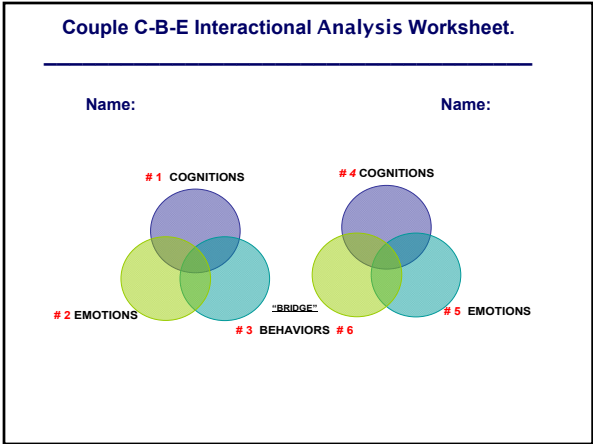 Couple C-B-E Interactional Analysis Worksheet.
Name: Name:
# 1 COGNITIONS # 4 COGNITIONS
"BRIDGE"
# 2 EMOTIONS # 5 EMOTIONS
# 3 BEHAVIORS # 6